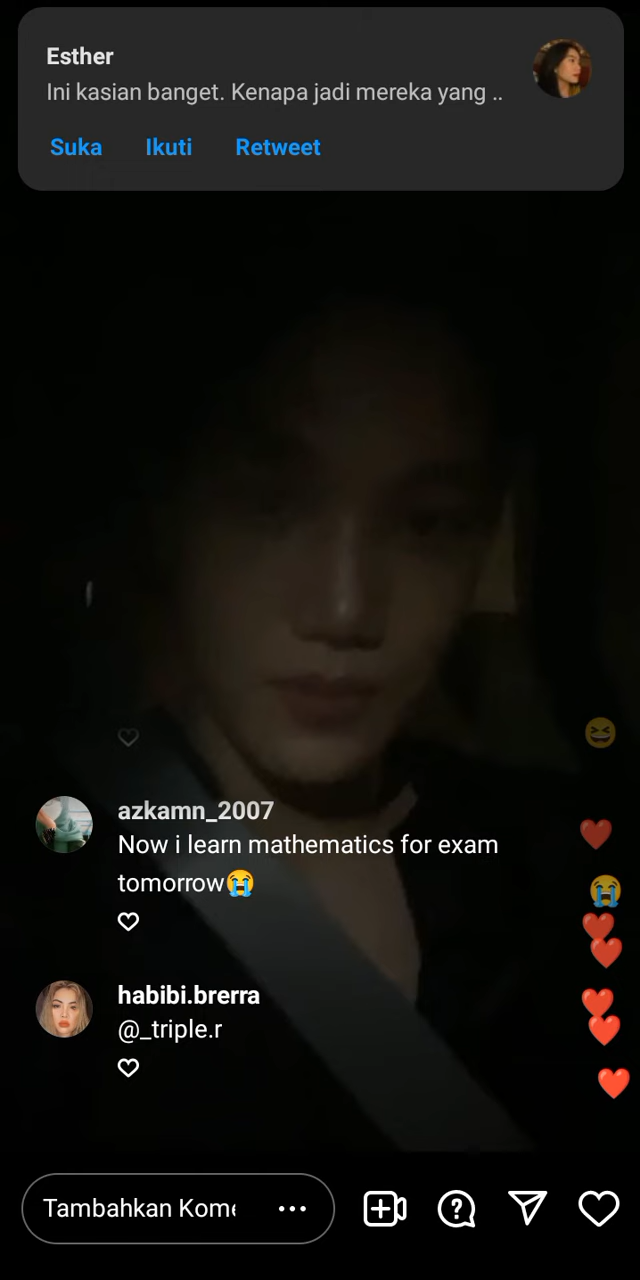 Esther
Ini kasian banget. Kenapa jadi mereka yang ..
Suka Ikuti Retweet
azkamn_2007
Now i learn mathematics for exam
tomorrow😭
habibi.brerra
@_triple.r
Tambahkan Kome